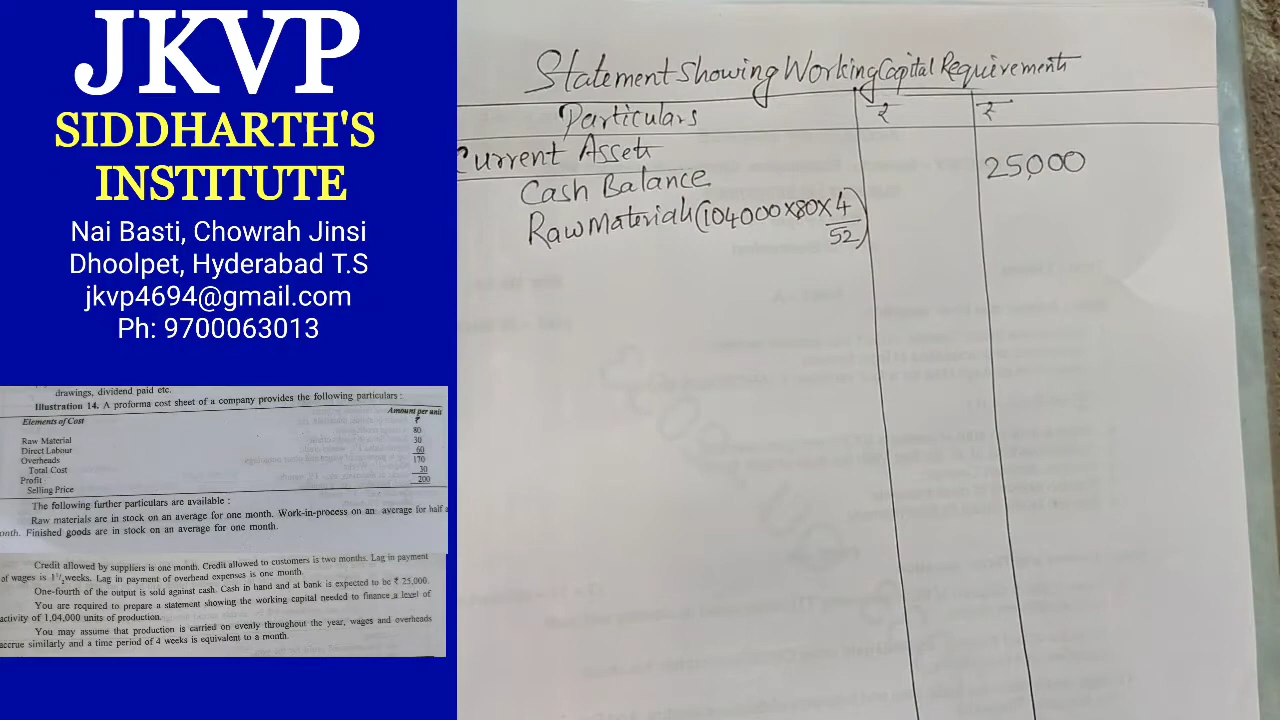 JKVP
SIDDHARTH'S
INSTITUTE
Nai Basti, Chowrah Jinsi
Dhoolpet, Hyderabad T.S
jkvp4694@gmail.com
Ph: 9700063013
drawings, dividend paid etc.
Illustration 14. A proforma cost sheet of a company provides the following particulars :
Elements of Cost Amount per unit
₹
Raw Material 80
Direct Labour 30
Overheads 60
Total Cost 170
Profit 30
Selling Price 200
The following further particulars are available :
Raw materials are in stock on an average for one month. Work-in-process on an average for half a
onth. Finished goods are in stock on an average for one month.
Credit allowed by suppliers is one month. Credit allowed to customers is two months. Lag in payment
of wages is 1½ weeks. Lag in payment of overhead expenses is one month.
One-fourth of the output is sold against cash. Cash in hand and at bank is expected to be ₹ 25,000.
You are required to prepare a statement showing the working capital needed to finance a level of
activity of 1,04,000 units of production.
You may assume that production is carried on evenly throughout the year, wages and overheads
accrue similarly and a time period of 4 weeks is equivalent to a month.
Statement Showing Working Capital Requirement
Particulars ₹ ₹
Current Assets
Cash Balance 25,000
Raw Materials (104000×80×4/52)